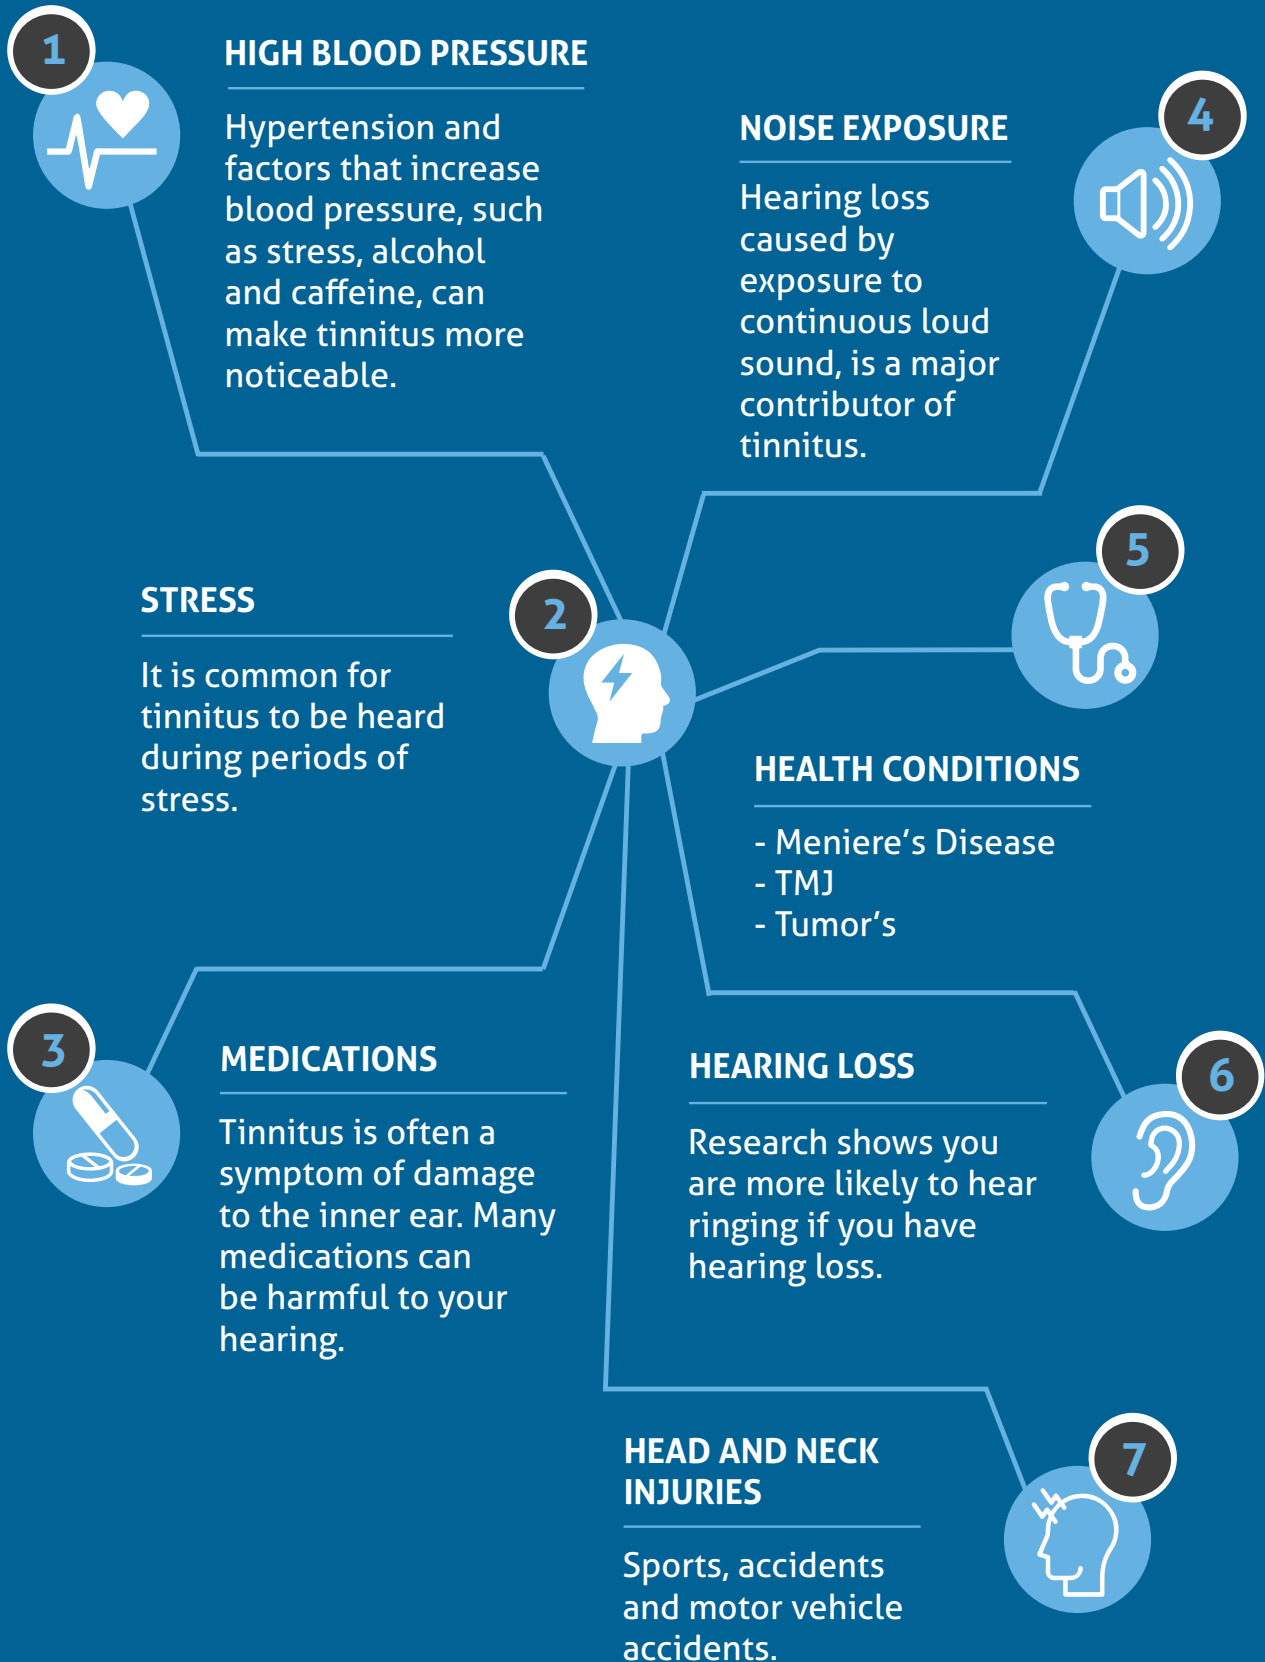 1
HIGH BLOOD PRESSURE
Hypertension and
factors that increase
blood pressure, such
as stress, alcohol
and caffeine, can
make tinnitus more
noticeable.
2
STRESS
It is common for
tinnitus to be heard
during periods of
stress.
3
MEDICATIONS
Tinnitus is often a
symptom of damage
to the inner ear. Many
medications can
be harmful to your
hearing.
4
NOISE EXPOSURE
Hearing loss
caused by
exposure to
continuous loud
sound, is a major
contributor of
tinnitus.
5
HEALTH CONDITIONS
- Meniere's Disease
- TMJ
- Tumor's
6
HEARING LOSS
Research shows you
are more likely to hear
ringing if you have
hearing loss.
7
HEAD AND NECK
INJURIES
Sports, accidents
and motor vehicle
accidents.